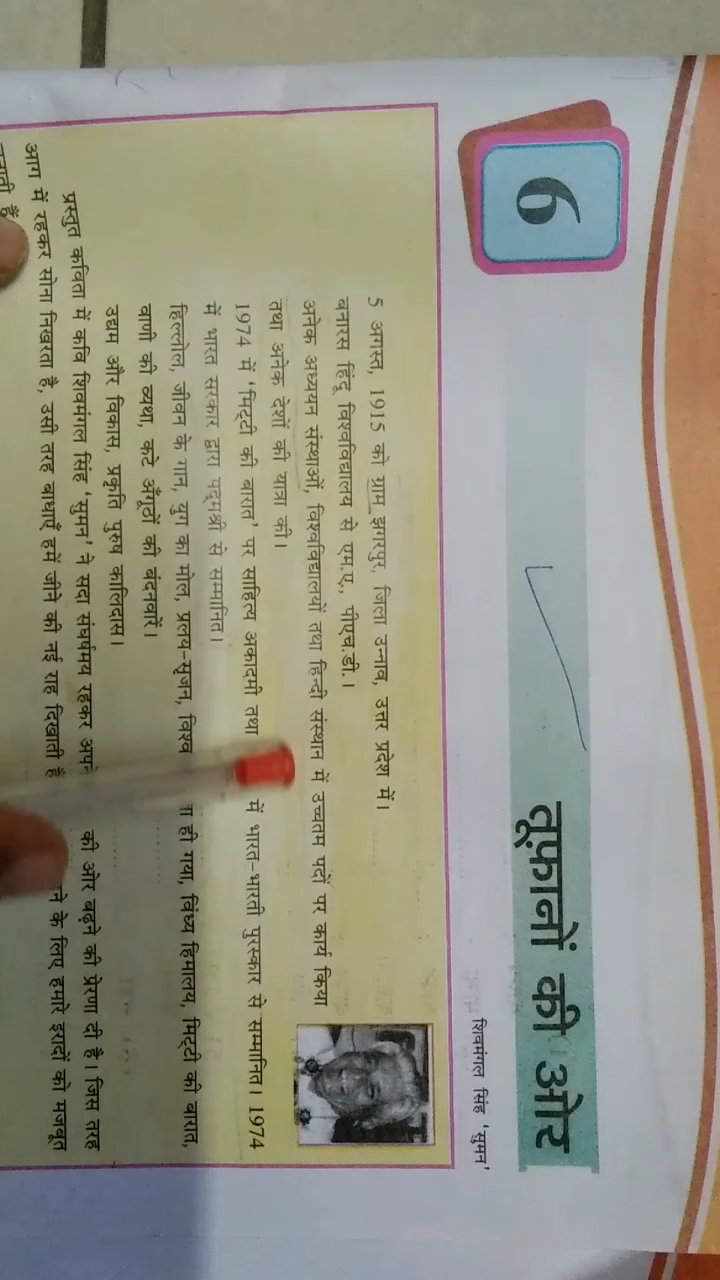 6
तूफ़ानों की ओर
शिवमंगल सिंह 'सुमन'
5 अगस्त, 1915 को ग्राम झगरपुर, जिला उन्नाव, उत्तर प्रदेश में।
बनारस हिंदू विश्वविद्यालय से एम.ए., पीएच.डी.।
अनेक अध्ययन संस्थाओं, विश्वविद्यालयों तथा हिन्दी संस्थान में उच्चतम पदों पर कार्य किया
तथा अनेक देशों की यात्रा की।
1974 में 'मिट्टी की बारात' पर साहित्य अकादमी तथा में भारत-भारती पुरस्कार से सम्मानित। 1974
में भारत सरकार द्वारा पद्मश्री से सम्मानित।
हिल्लोल, जीवन के गान, युग का मोल, प्रलय-सृजन, विश्व ही गया, विंध्य हिमालय, मिट्टी की बारात,
वाणी की व्यथा, कटे अँगूठों की बंदनवारें।
उद्यम और विकास, प्रकृति पुरुष कालिदास।
प्रस्तुत कविता में कवि शिवमंगल सिंह 'सुमन' ने सदा संघर्षमय रहकर की ओर बढ़ने की प्रेरणा दी है। जिस तरह
आग में रहकर सोना निखरता है, उसी तरह बाधाएँ हमें जीने की नई राह दिखाती के लिए हमारे इरादों को मजबूत